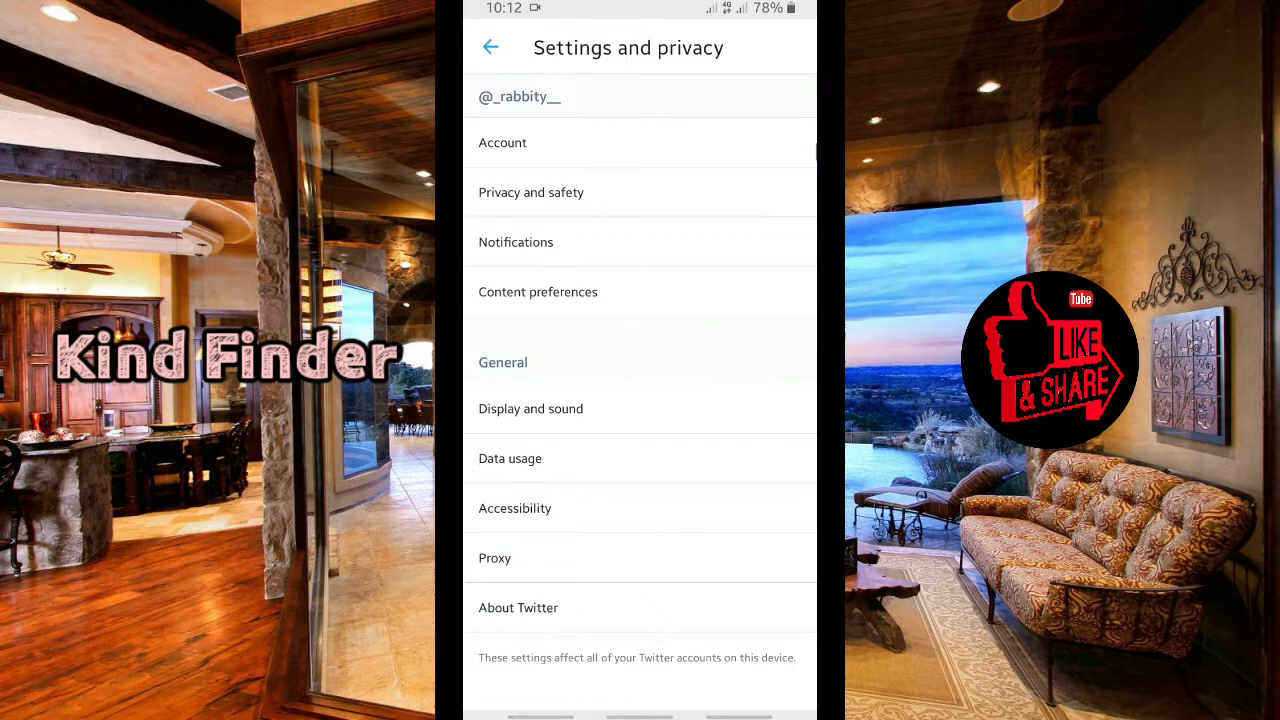 10:12 4G 78%
Settings and privacy
@_rabbity__
Account
Privacy and safety
Notifications
Content preferences
General
Display and sound
Data usage
Accessibility
Proxy
About Twitter
These settings affect all of your Twitter accounts on this device.
Kind Finder
Tube
LIKE
& SHARE